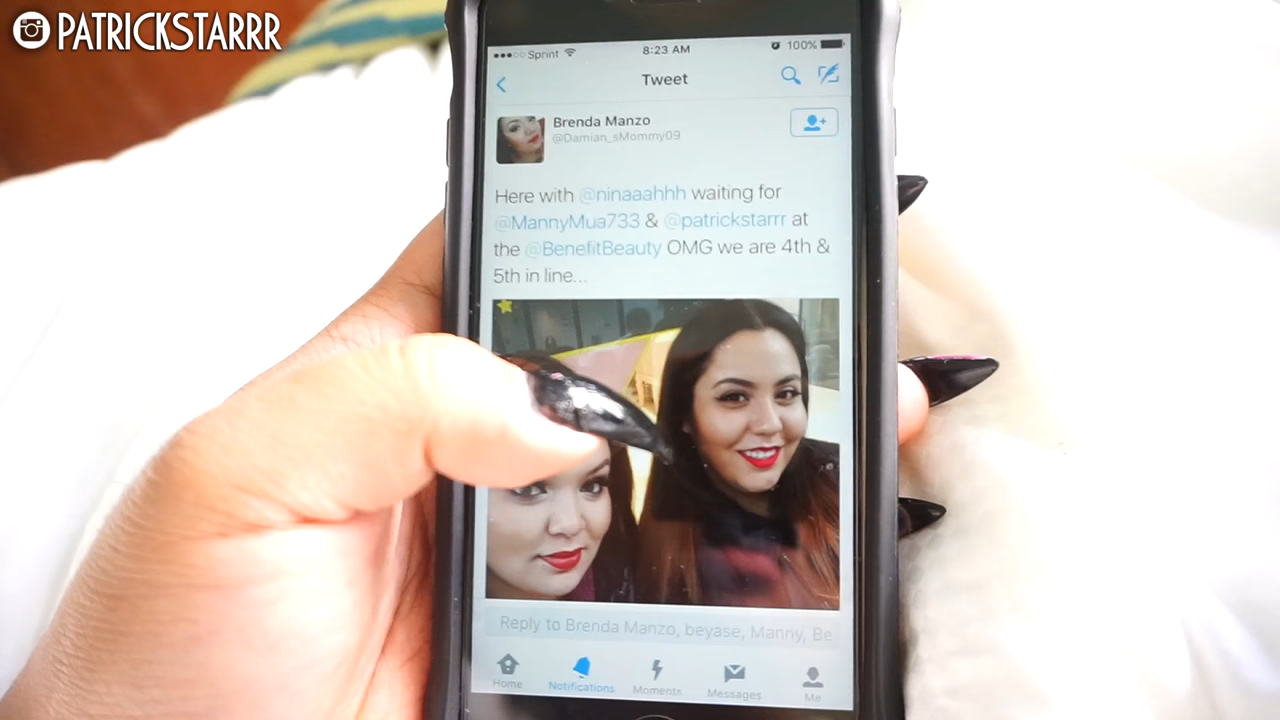 PATRICKSTARRR
Sprint 8:23 AM 100%
Tweet
Brenda Manzo
@Damian_sMommy09
Here with @ninaaahhh waiting for
@MannyMua733 & @patrickstarrr at
the @BenefitBeauty OMG we are 4th &
5th in line...
Reply to Brenda Manzo, beyase, Manny, Be
Home Notifications Moments Messages Me